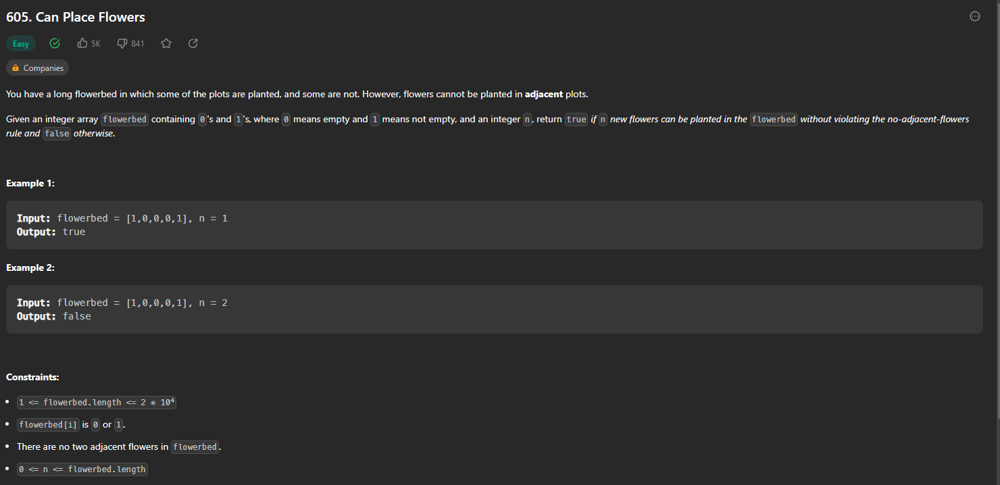 605. Can Place Flowers
Easy 5K 841
Companies
You have a long flowerbed in which some of the plots are planted, and some are not. However, flowers cannot be planted in adjacent plots.
Given an integer array flowerbed containing 0's and 1's, where 0 means empty and 1 means not empty, and an integer n, return true if n new flowers can be planted in the flowerbed without violating the no-adjacent-flowers
rule and false otherwise.
Example 1:
Input: flowerbed = [1,0,0,0,1], n = 1
Output: true
Example 2:
Input: flowerbed = [1,0,0,0,1], n = 2
Output: false
Constraints:
• 1 <= flowerbed.length <= 2 * 10⁴
• flowerbed[i] is 0 or 1.
• There are no two adjacent flowers in flowerbed.
• 0 <= n <= flowerbed.length